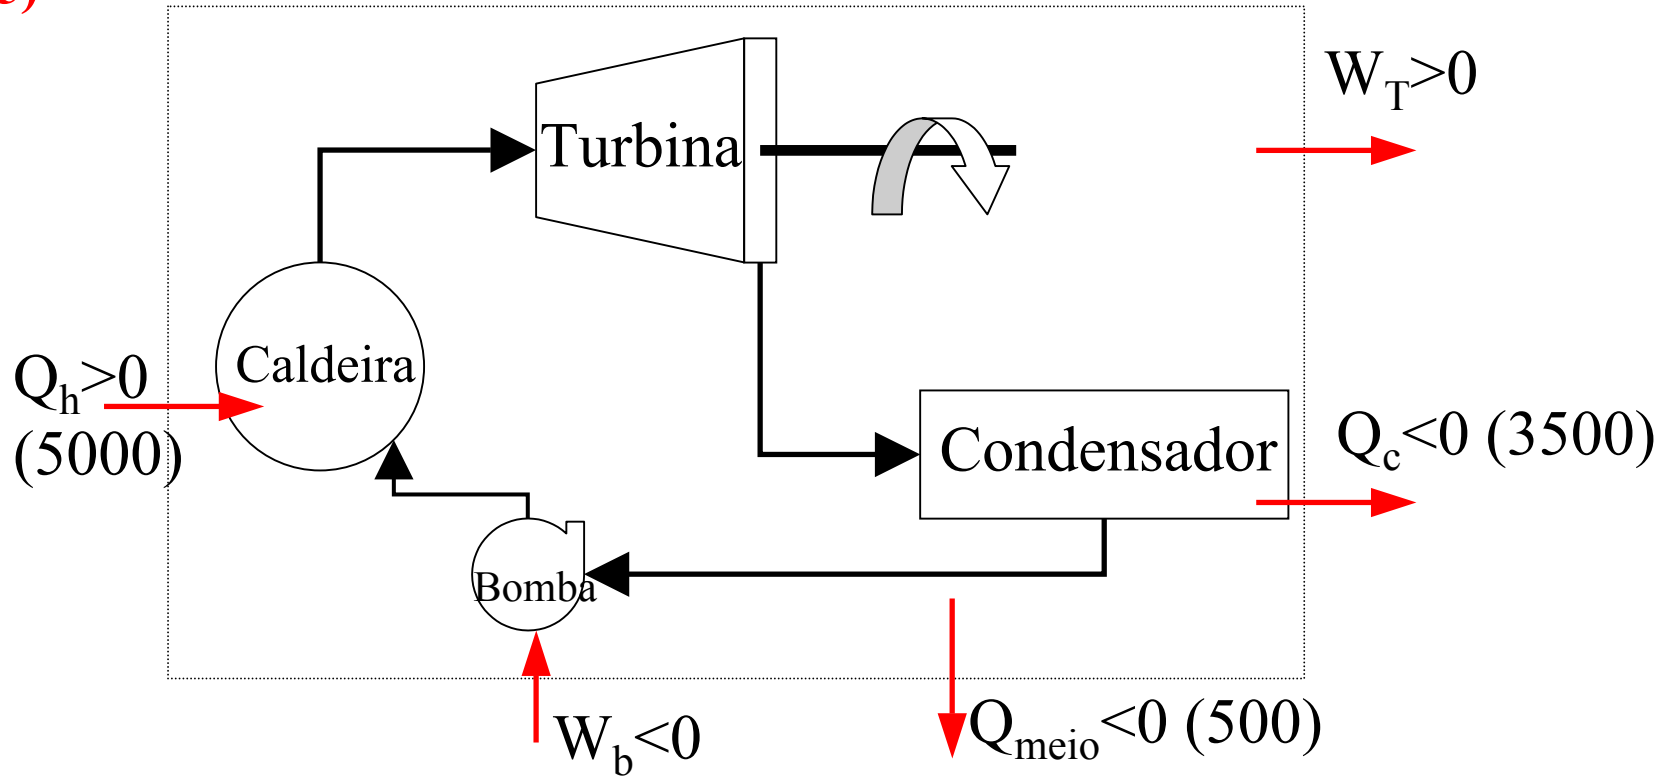 W_T>0
Turbina
Caldeira
Q_h>0
(5000)
Condensador
Q_c<0 (3500)
Bomba
W_b<0
Q_meio<0 (500)